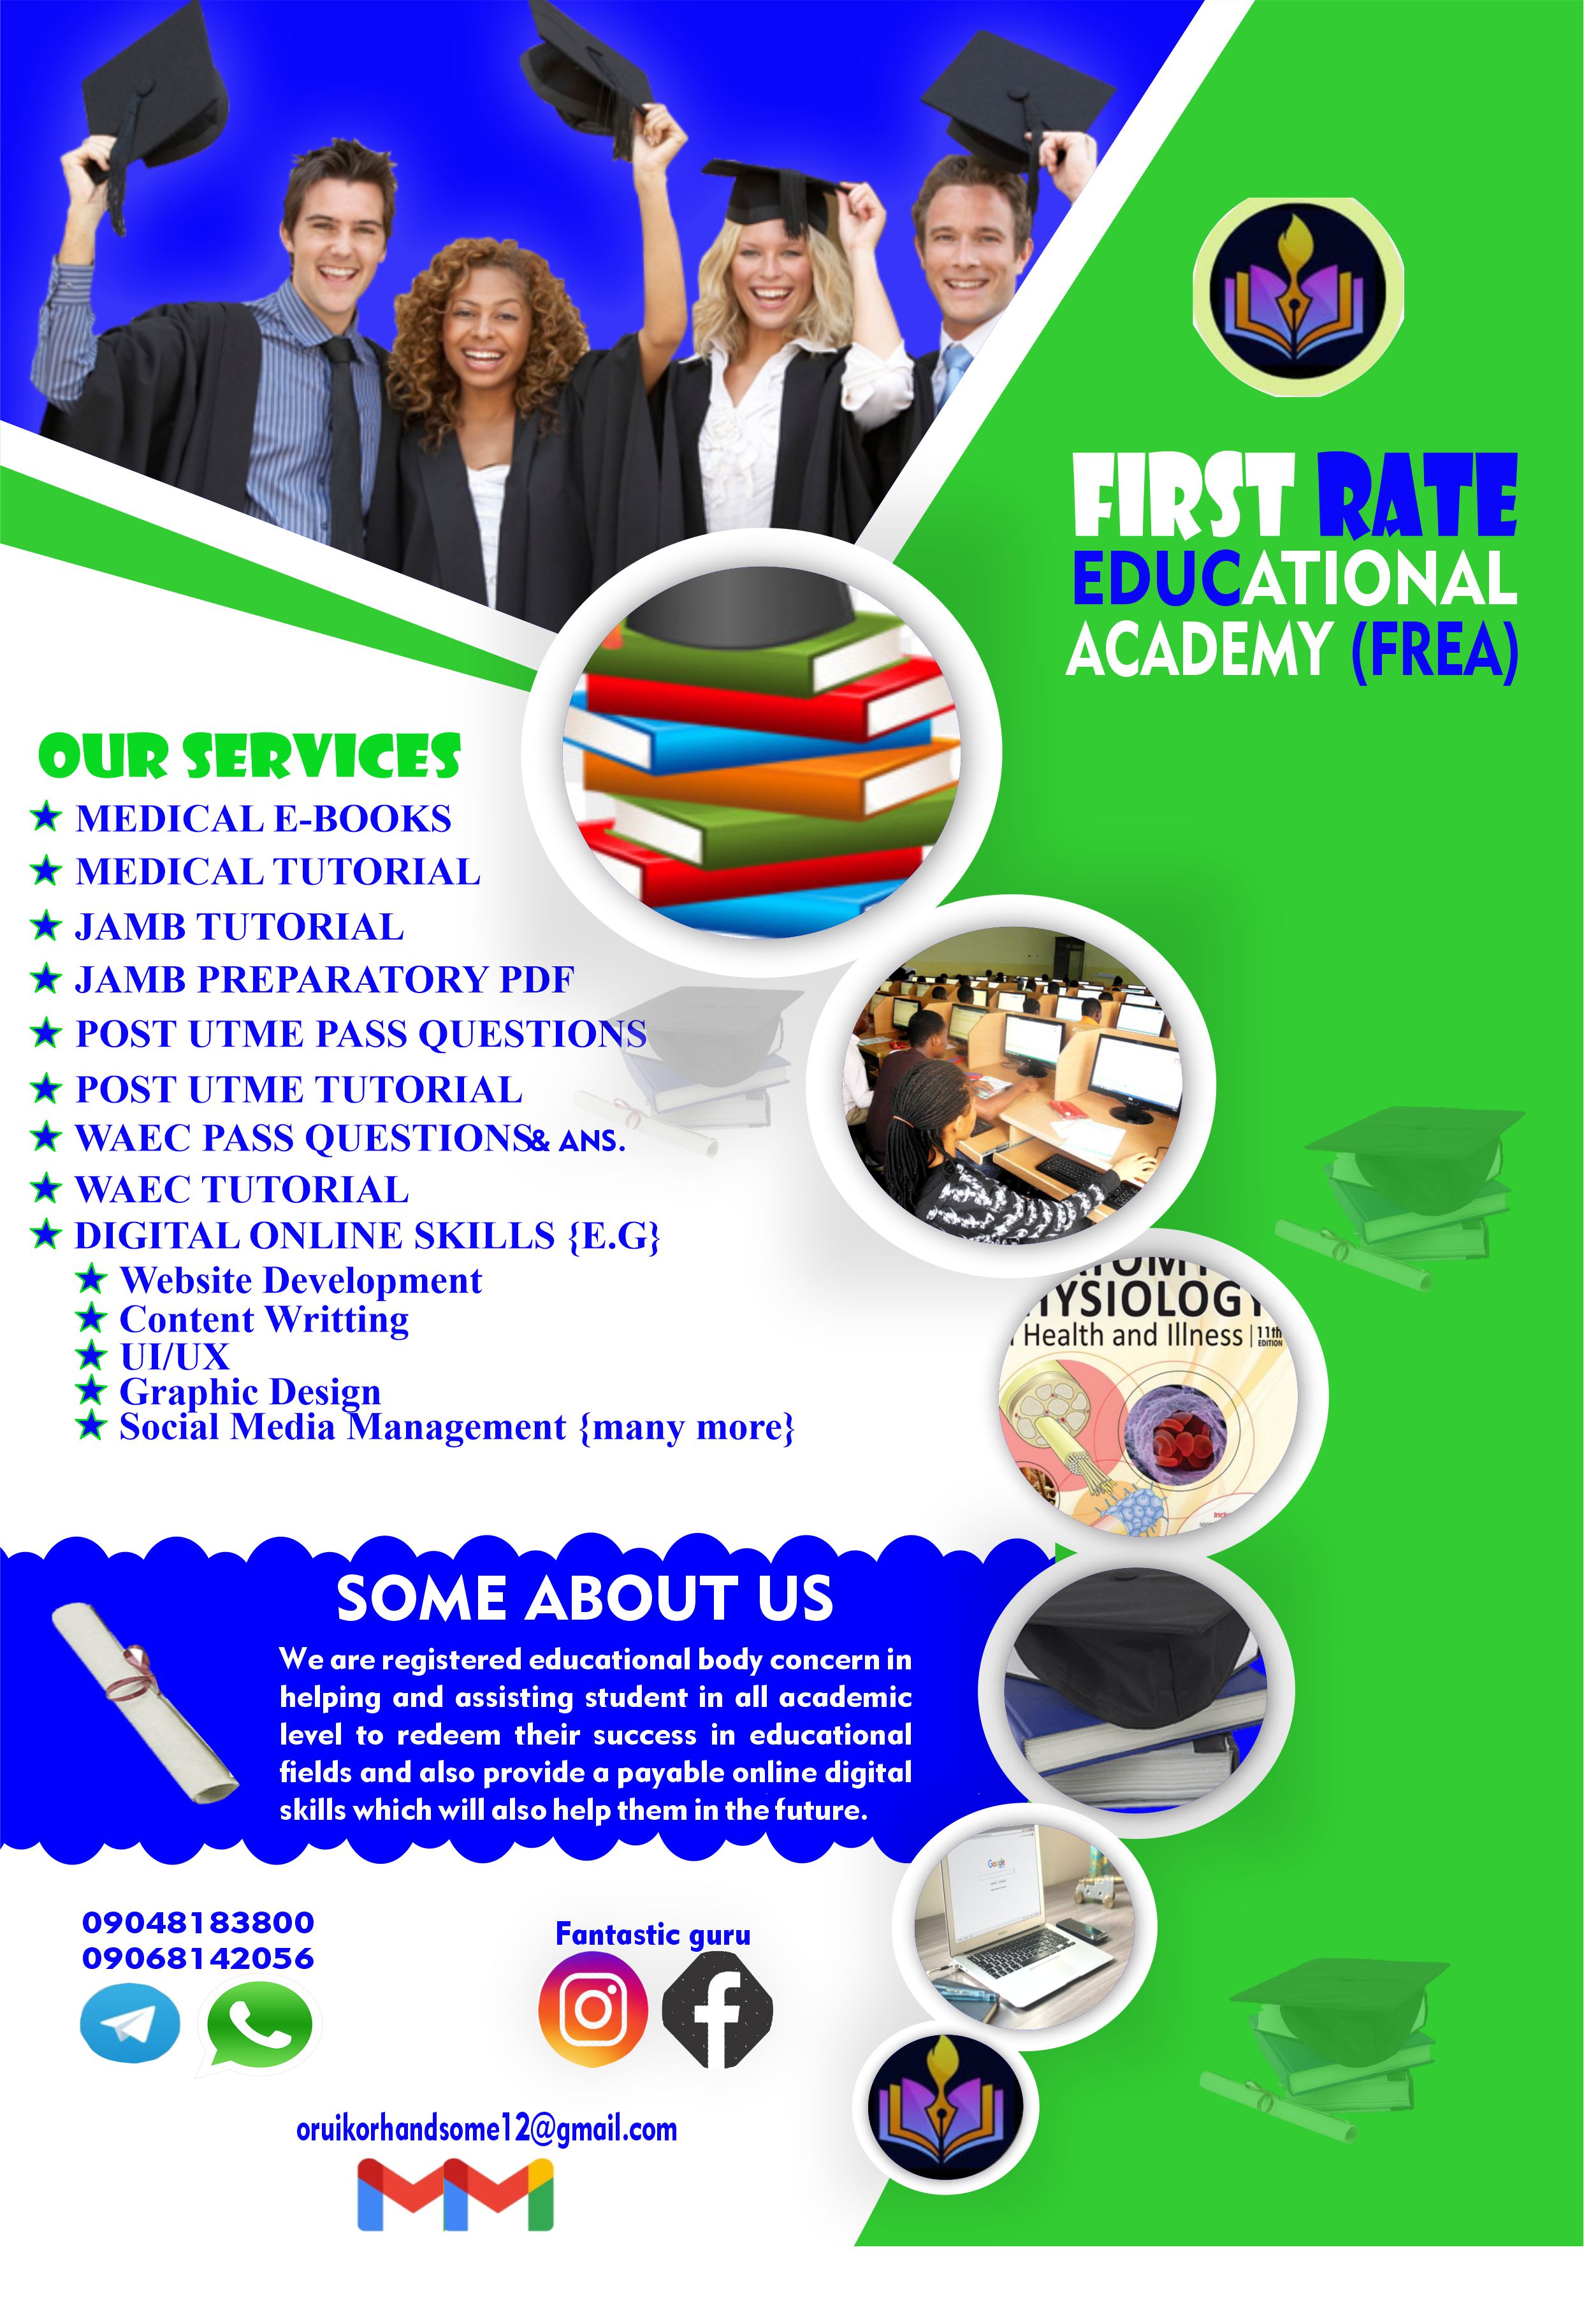 FIRST RATE
EDUCATIONAL
ACADEMY (FREA)
OUR SERVICES
MEDICAL E-BOOKS
MEDICAL TUTORIAL
JAMB TUTORIAL
JAMB PREPARATORY PDF
POST UTME PASS QUESTIONS
POST UTME TUTORIAL
WAEC PASS QUESTIONS& ANS.
WAEC TUTORIAL
DIGITAL ONLINE SKILLS {E.G}
Website Development
Content Writting
UI/UX
Graphic Design
Social Media Management {many more}
Health and Illness 11th
EDITION
Google
SOME ABOUT US
We are registered educational body concern in
helping and assisting student in all academic
level to redeem their success in educational
fields and also provide a payable online digital
skills which will also help them in the future.
09048183800
09068142056
Fantastic guru
oruikorhandsome12@gmail.com